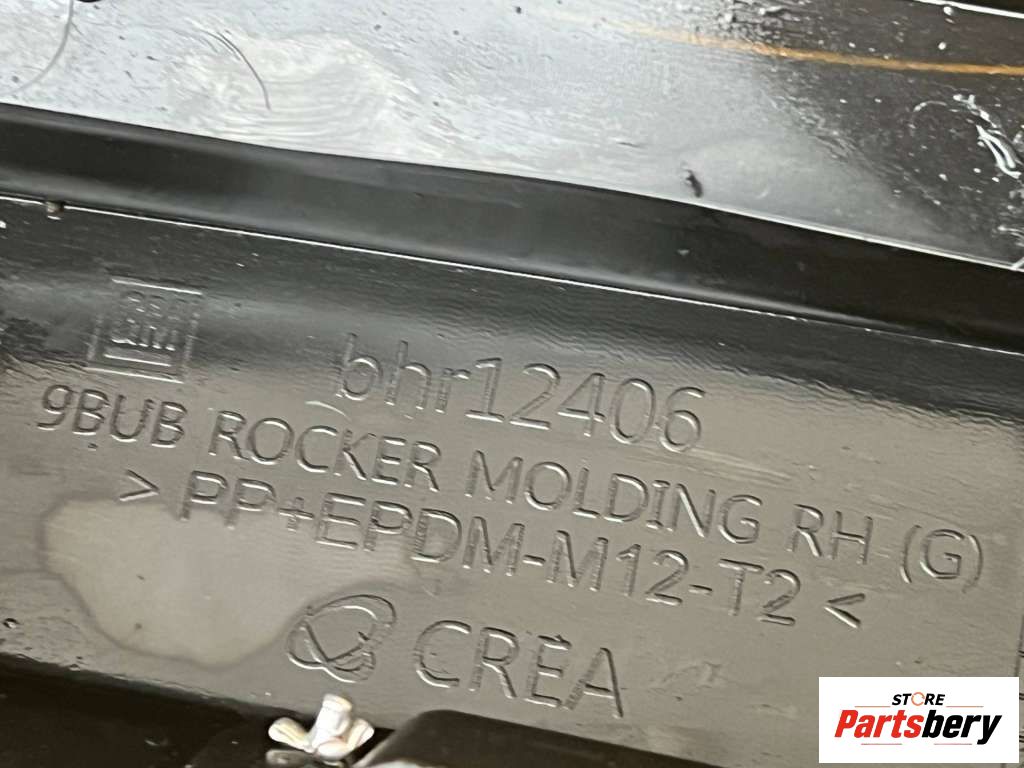 GM
bhr12406
9BUB ROCKER MOLDING RH (G)
> PP+EPDM-M12-T2 <
CREA
STORE
Partsbery